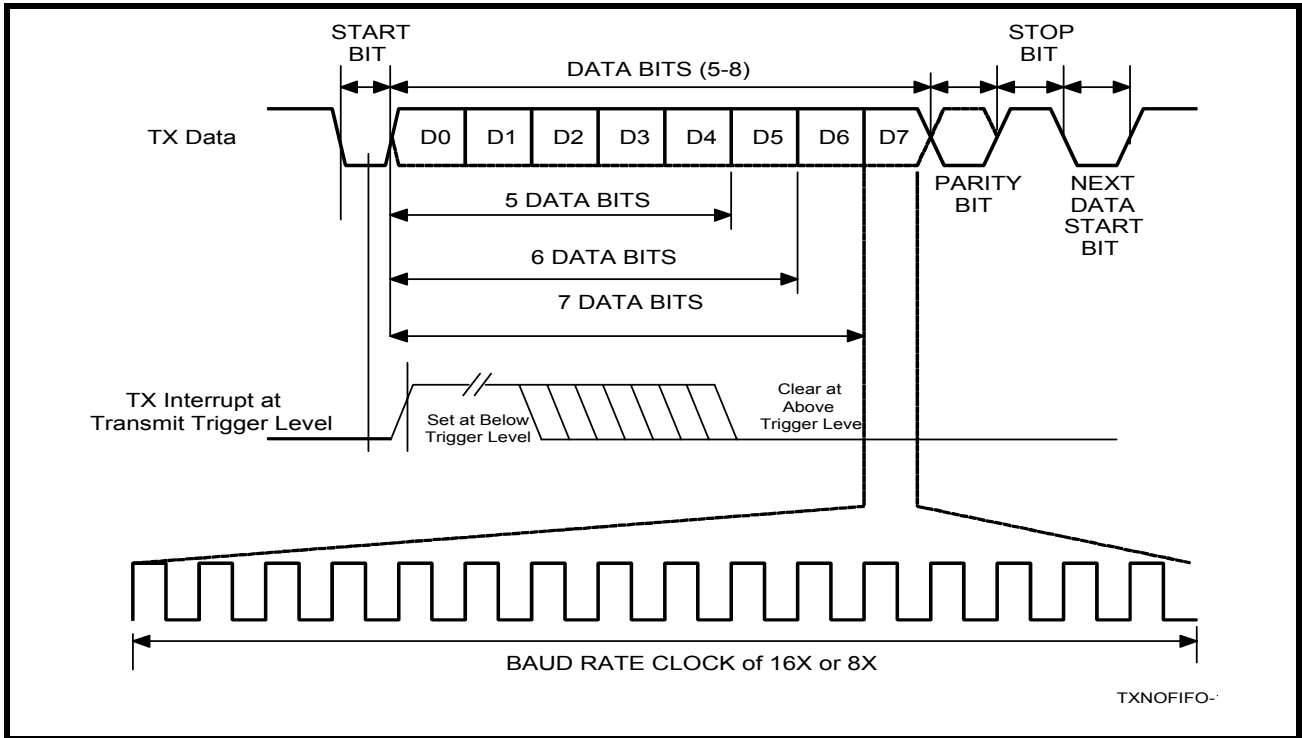 START
BIT
STOP
BIT
DATA BITS (5-8)
TX Data
D0 D1 D2 D3 D4 D5 D6 D7
PARITY
BIT
NEXT
DATA
START
BIT
5 DATA BITS
6 DATA BITS
7 DATA BITS
TX Interrupt at
Transmit Trigger Level
Set at Below
Trigger Level
Clear at
Above
Trigger Leve
BAUD RATE CLOCK of 16X or 8X
TXNOFIFO-